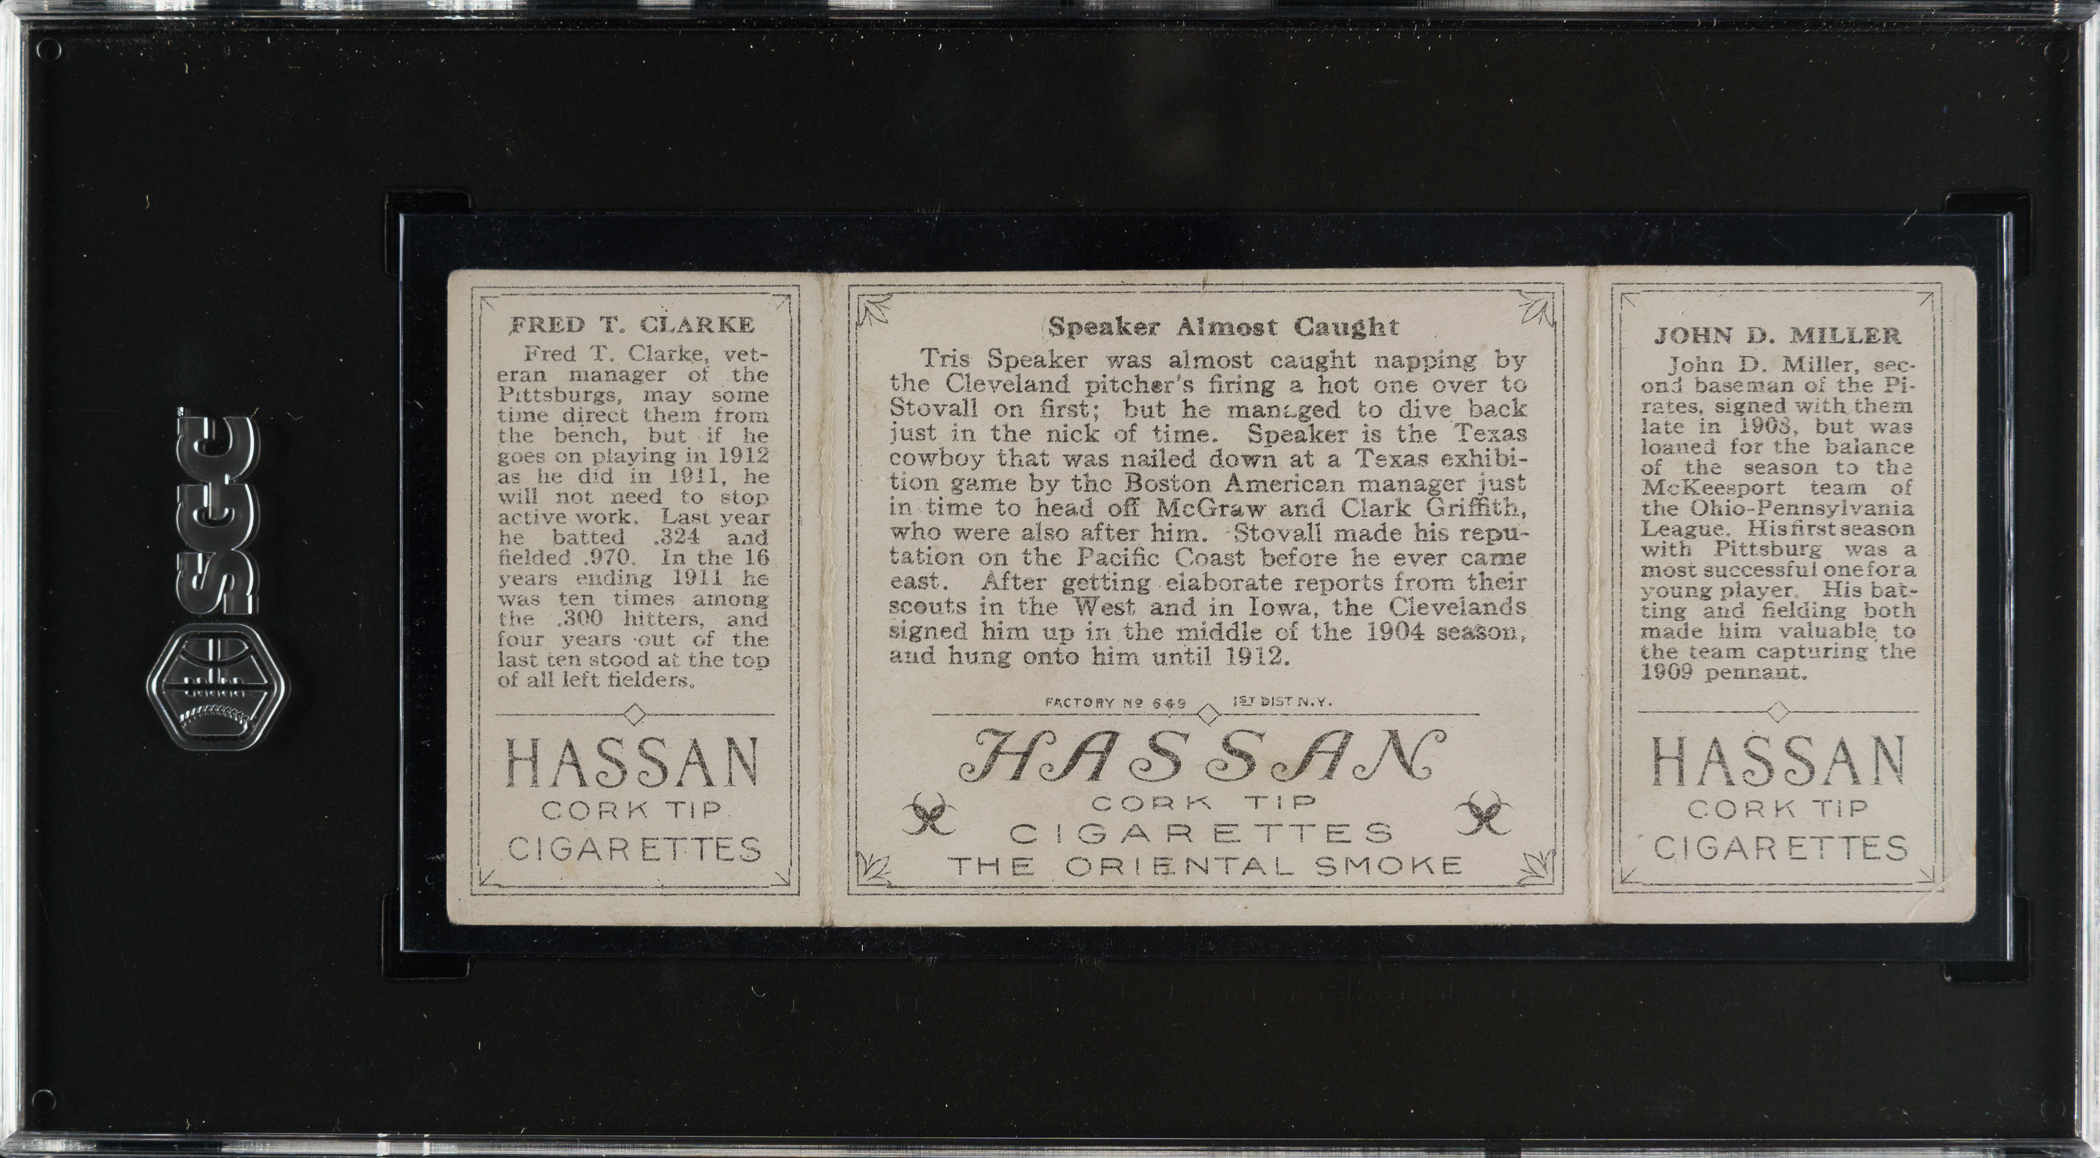 SGC
FRED T. CLARKE
Fred T. Clarke, vet-
eran manager of the
Pittsburgs, may some
time direct them from
the bench, but if he
goes on playing in 1912
as he did in 1911, he
will not need to stop
active work. Last year
he batted .324 and
fielded .970. In the 16
years ending 1911 he
was ten times among
the .300 hitters, and
four years out of the
last ten stood at the top
of all left fielders.
HASSAN
CORK TIP
CIGARETTES
Speaker Almost Caught
Tris Speaker was almost caught napping by
the Cleveland pitcher's firing a hot one over to
Stovall on first; but he managed to dive back
just in the nick of time. Speaker is the Texas
cowboy that was nailed down at a Texas exhibi-
tion game by the Boston American manager just
in time to head off McGraw and Clark Griffith,
who were also after him. Stovall made his repu-
tation on the Pacific Coast before he ever came
east. After getting elaborate reports from their
scouts in the West and in Iowa, the Clevelands
signed him up in the middle of the 1904 season,
and hung onto him until 1912.
FACTORY Nº 649 1ST DIST N.Y.
HASSAN
CORK TIP
CIGARETTES
THE ORIENTAL SMOKE
JOHN D. MILLER
John D. Miller, sec-
ond baseman of the Pi-
rates, signed with them
late in 1908, but was
loaned for the balance
of the season to the
McKeesport team of
the Ohio-Pennsylvania
League. His first season
with Pittsburg was a
most successful one for a
young player. His bat-
ting and fielding both
made him valuable to
the team capturing the
1909 pennant.
HASSAN
CORK TIP
CIGARETTES